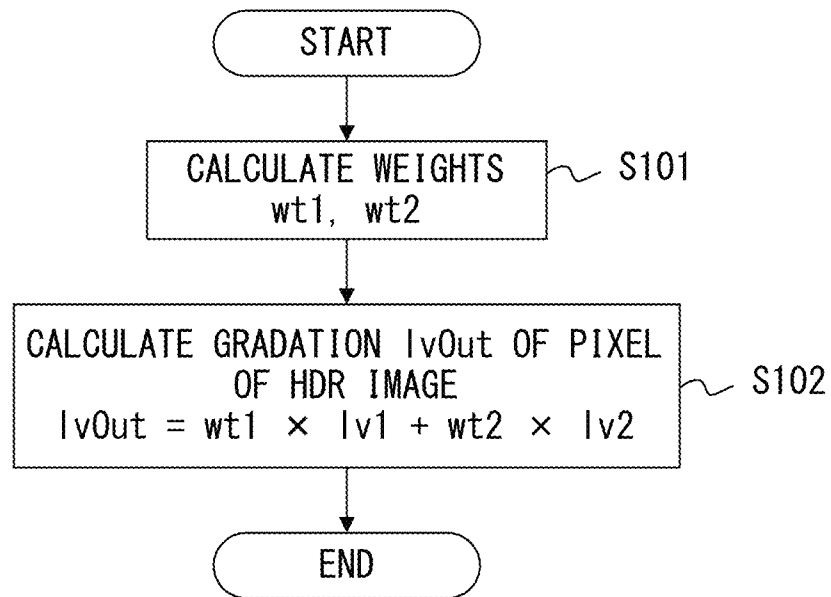 START
CALCULATE WEIGHTS
wt1, wt2
S101
CALCULATE GRADATION lvOut OF PIXEL
OF HDR IMAGE
lvOut = wt1 × lv1 + wt2 × lv2
S102
END